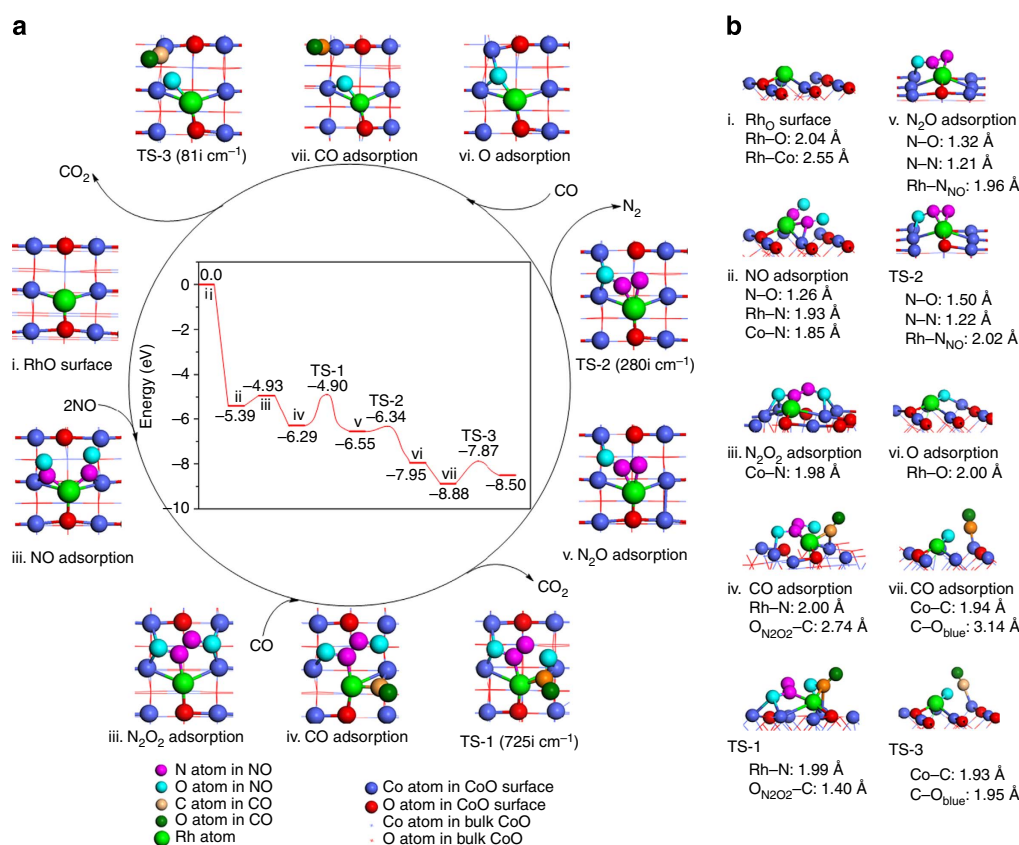 a
TS-3 (81i cm⁻¹)
vii. CO adsorption
vi. O adsorption
CO₂
CO
N₂
i. RhO surface
TS-2 (280i cm⁻¹)
2NO
iii. NO adsorption
v. N₂O adsorption
CO₂
CO
iii. N₂O₂ adsorption
iv. CO adsorption
TS-1 (725i cm⁻¹)
Energy (eV)
0
−2
−4
−6
−8
−10
0.0
ii
−5.39
ii
−4.93
iii
iv
−6.29
TS-1
−4.90
v
−6.55
TS-2
−6.34
vi
−7.95
vii
−8.88
TS-3
−7.87
−8.50
N atom in NO
O atom in NO
C atom in CO
O atom in CO
Rh atom
Co atom in CoO surface
O atom in CoO surface
Co atom in bulk CoO
O atom in bulk CoO
b
i. Rh_O surface
Rh–O: 2.04 Å
Rh–Co: 2.55 Å
v. N₂O adsorption
N–O: 1.32 Å
N–N: 1.21 Å
Rh–N_NO: 1.96 Å
ii. NO adsorption
N–O: 1.26 Å
Rh–N: 1.93 Å
Co–N: 1.85 Å
TS-2
N–O: 1.50 Å
N–N: 1.22 Å
Rh–N_NO: 2.02 Å
iii. N₂O₂ adsorption
Co–N: 1.98 Å
vi. O adsorption
Rh–O: 2.00 Å
iv. CO adsorption
Rh–N: 2.00 Å
O_N2O2–C: 2.74 Å
vii. CO adsorption
Co–C: 1.94 Å
C–O_blue: 3.14 Å
TS-1
Rh–N: 1.99 Å
O_N2O2–C: 1.40 Å
TS-3
Co–C: 1.93 Å
C–O_blue: 1.95 Å